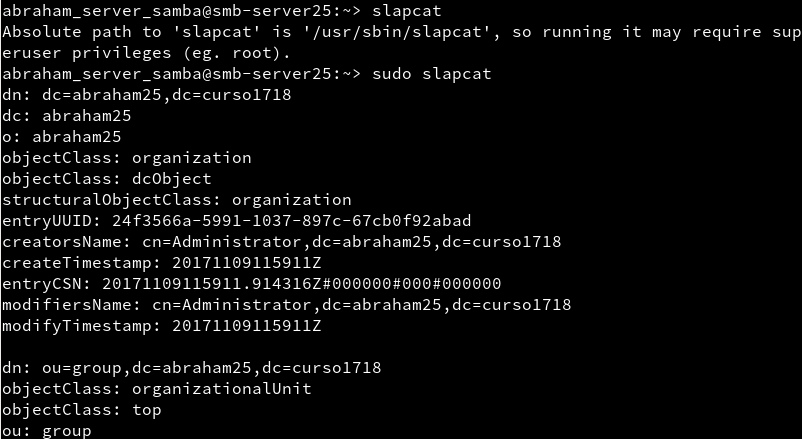 abraham_server_samba@smb-server25:~> slapcat
Absolute path to 'slapcat' is '/usr/sbin/slapcat', so running it may require sup
eruser privileges (eg. root).
abraham_server_samba@smb-server25:~> sudo slapcat
dn: dc=abraham25,dc=curso1718
dc: abraham25
o: abraham25
objectClass: organization
objectClass: dcObject
structuralObjectClass: organization
entryUUID: 24f3566a-5991-1037-897c-67cb0f92abad
creatorsName: cn=Administrator,dc=abraham25,dc=curso1718
createTimestamp: 20171109115911Z
entryCSN: 20171109115911.914316Z#000000#000#000000
modifiersName: cn=Administrator,dc=abraham25,dc=curso1718
modifyTimestamp: 20171109115911Z

dn: ou=group,dc=abraham25,dc=curso1718
objectClass: organizationalUnit
objectClass: top
ou: group